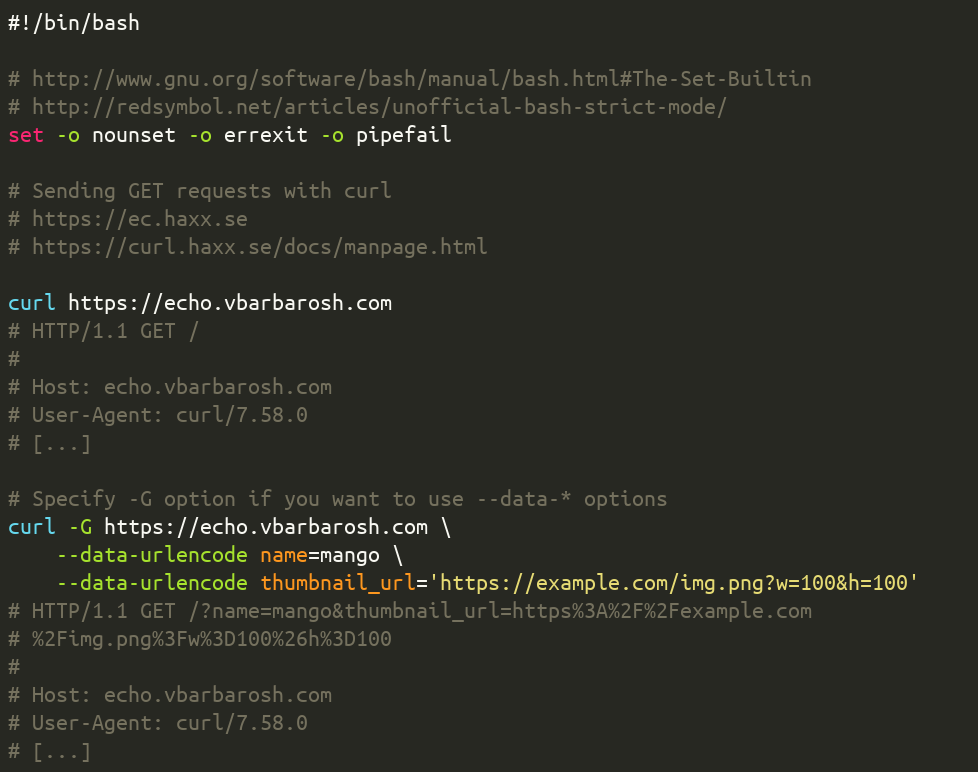 #!/bin/bash

# http://www.gnu.org/software/bash/manual/bash.html#The-Set-Builtin
# http://redsymbol.net/articles/unofficial-bash-strict-mode/
set -o nounset -o errexit -o pipefail

# Sending GET requests with curl
# https://ec.haxx.se
# https://curl.haxx.se/docs/manpage.html

curl https://echo.vbarbarosh.com
# HTTP/1.1 GET /
#
# Host: echo.vbarbarosh.com
# User-Agent: curl/7.58.0
# [...]

# Specify -G option if you want to use --data-* options
curl -G https://echo.vbarbarosh.com \
    --data-urlencode name=mango \
    --data-urlencode thumbnail_url='https://example.com/img.png?w=100&h=100'
# HTTP/1.1 GET /?name=mango&thumbnail_url=https%3A%2F%2Fexample.com
# %2Fimg.png%3Fw%3D100%26h%3D100
#
# Host: echo.vbarbarosh.com
# User-Agent: curl/7.58.0
# [...]